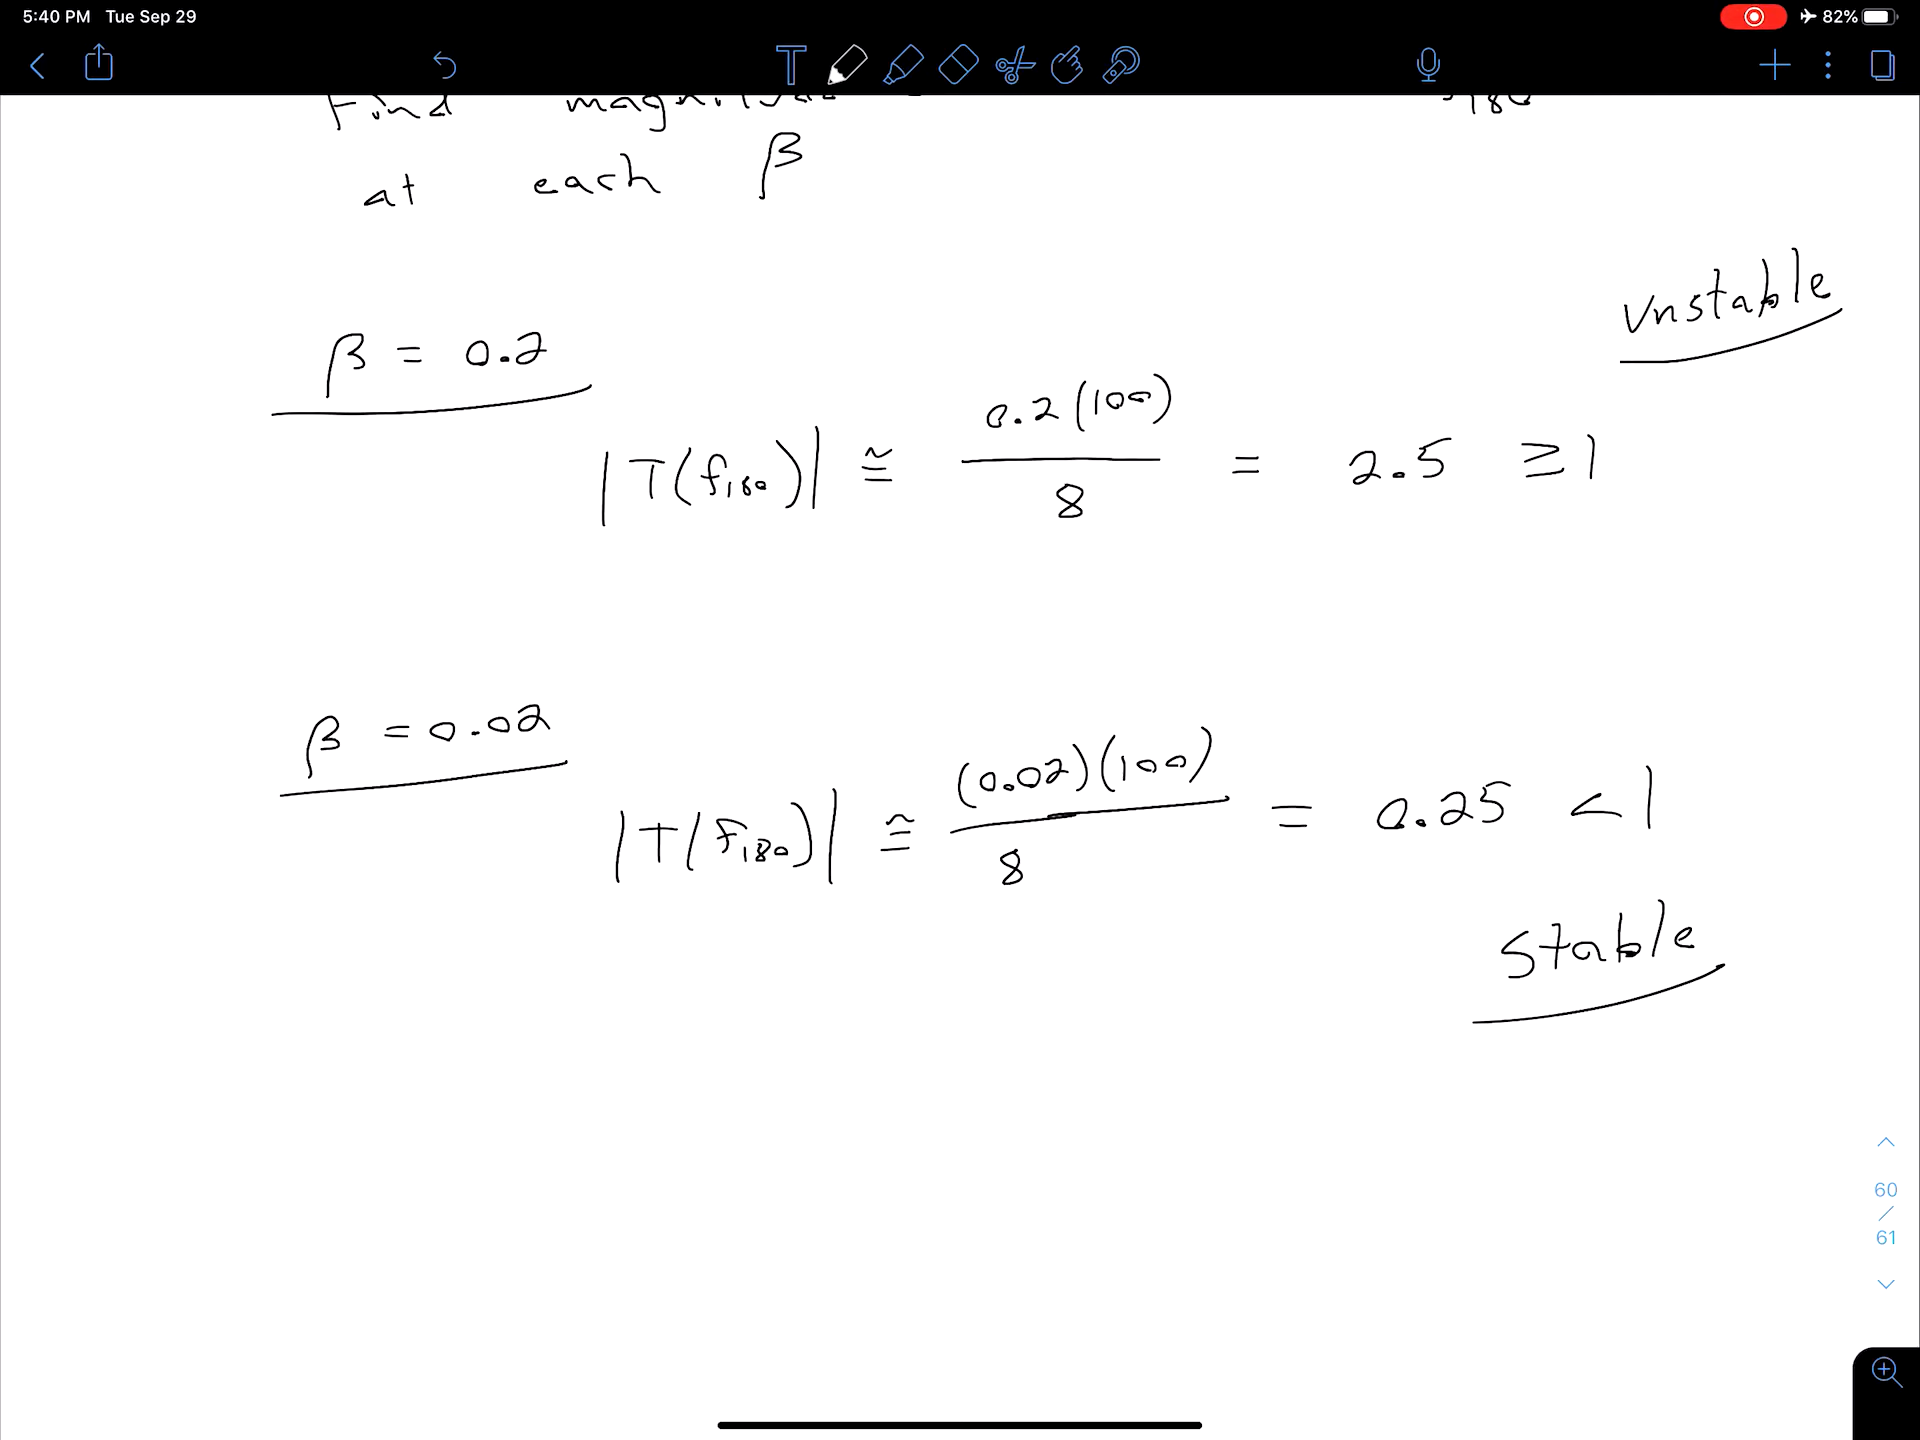 5:40 PM Tue Sep 29
82%
Find
at each β
Unstable
β = 0.2
|T(f₁₈₀)| ≅ 0.2(100) / 8 = 2.5 ≥ 1
β = 0.02
|T(f₁₈₀)| ≅ (0.02)(100) / 8 = 0.25 < 1
Stable
60
/
61